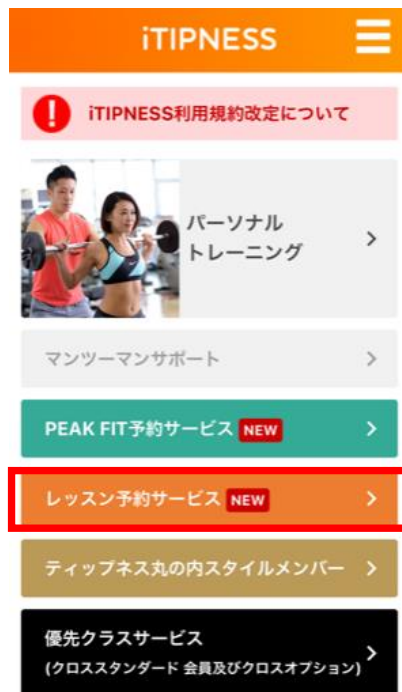 iTIPNESS
iTIPNESS利用規約改定について
パーソナル
トレーニング
マンツーマンサポート
PEAK FIT予約サービス NEW
レッスン予約サービス NEW
ティップネス丸の内スタイルメンバー
優先クラスサービス
(クロススタンダード 会員及びクロスオプション)